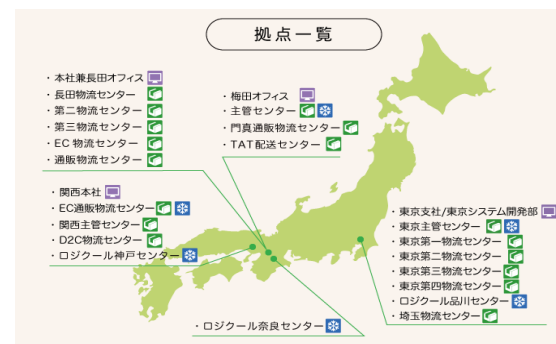 拠点一覧
・本社兼長田オフィス
・長田物流センター
・第二物流センター
・第三物流センター
・EC物流センター
・通販物流センター
・梅田オフィス
・主管センター
・門真通販物流センター
・TAT配送センター
・関西本社
・EC通販物流センター
・関西主管センター
・D2C物流センター
・ロジクール神戸センター
・東京支社/東京システム開発部
・東京主管センター
・東京第一物流センター
・東京第二物流センター
・東京第三物流センター
・東京第四物流センター
・ロジクール品川センター
・埼玉物流センター
・ロジクール奈良センター